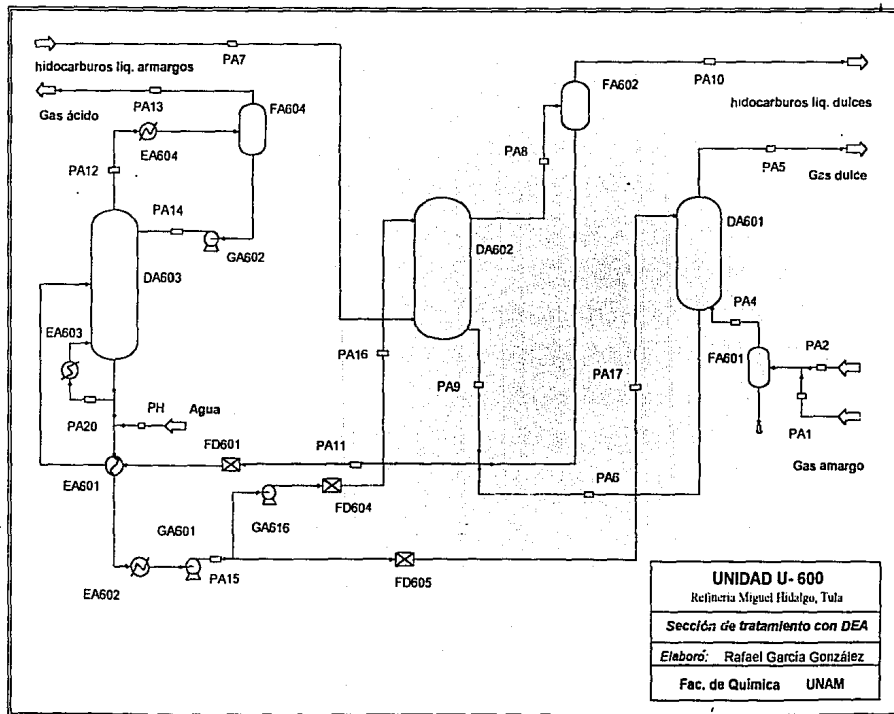 PA7
hidocarburos liq. armargos
PA13
Gas ácido
FA604
EA604
PA12
PA14
GA602
DA603
EA603
PA20
PH
Agua
FD601
PA11
EA601
GA601
GA616
FD604
EA602
PA15
FD605
PA16
PA8
DA602
PA9
PA6
FA602
PA10
hidocarburos liq. dulces
PA5
Gas dulce
DA601
PA4
FA601
PA2
PA17
PA1
Gas amargo
UNIDAD U- 600
Refineria Miguel Hidalgo, Tula
Sección de tratamiento con DEA
Elaboró: Rafael García González
Fac. de Química UNAM